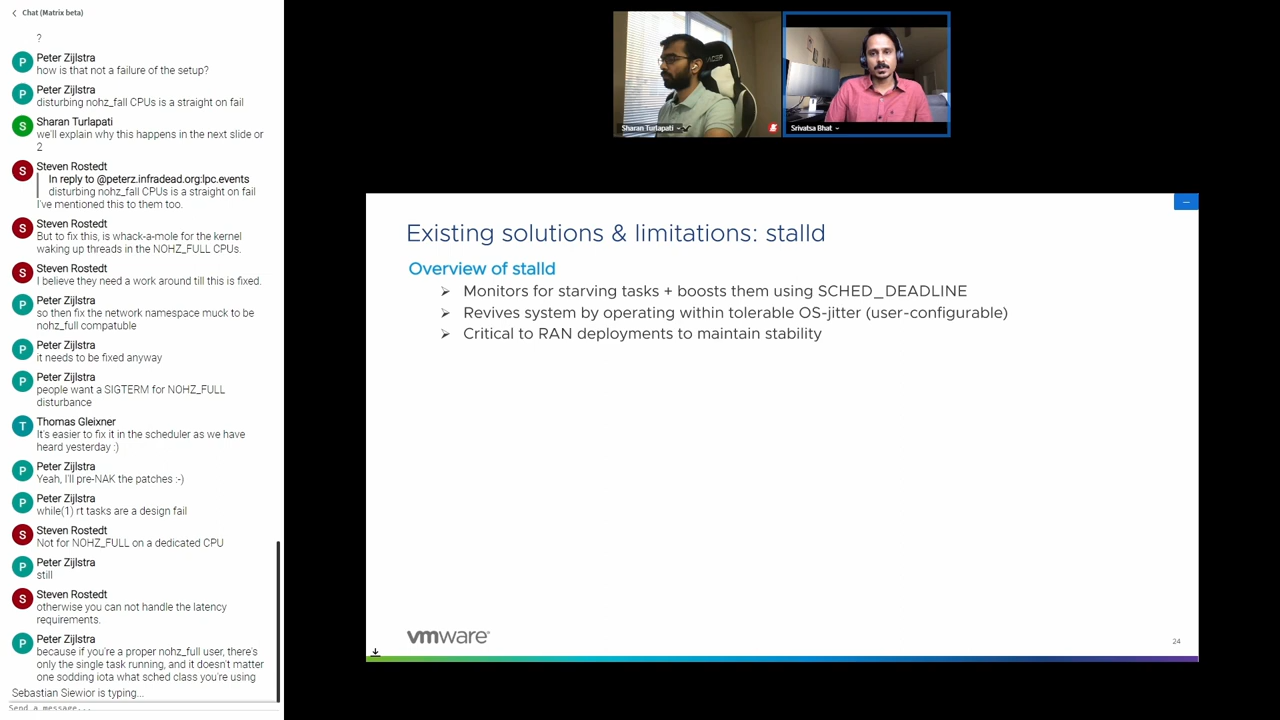 Chat (Matrix beta)
?
Peter Zijlstra
how is that not a failure of the setup?
Peter Zijlstra
disturbing nohz_fall CPUs is a straight on fail
Sharan Turlapati
we'll explain why this happens in the next slide or
2
Steven Rostedt
In reply to @peterz.infradead.org:lpc.events
disturbing nohz_fall CPUs is a straight on fail
I've mentioned this to them too.
Steven Rostedt
But to fix this, is whack-a-mole for the kernel
waking up threads in the NOHZ_FULL CPUs.
Steven Rostedt
I believe they need a work around till this is fixed.
Peter Zijlstra
so then fix the network namespace muck to be
nohz_full compatuble
Peter Zijlstra
it needs to be fixed anyway
Peter Zijlstra
people want a SIGTERM for NOHZ_FULL
disturbance
Thomas Gleixner
It's easier to fix it in the scheduler as we have
heard yesterday :)
Peter Zijlstra
Yeah, I'll pre-NAK the patches :-)
Peter Zijlstra
while(1) rt tasks are a design fail
Steven Rostedt
Not for NOHZ_FULL on a dedicated CPU
Peter Zijlstra
still
Steven Rostedt
otherwise you can not handle the latency
requirements.
Peter Zijlstra
because if you're a proper nohz_full user, there's
only the single task running, and it doesn't matter
one sodding iota what sched class you're using
Sebastian Siewior is typing...
Send a message...
Sharan Turlapati
Srivatsa Bhat
Existing solutions & limitations: stalld
Overview of stalld
Monitors for starving tasks + boosts them using SCHED_DEADLINE
Revives system by operating within tolerable OS-jitter (user-configurable)
Critical to RAN deployments to maintain stability
vmware
24